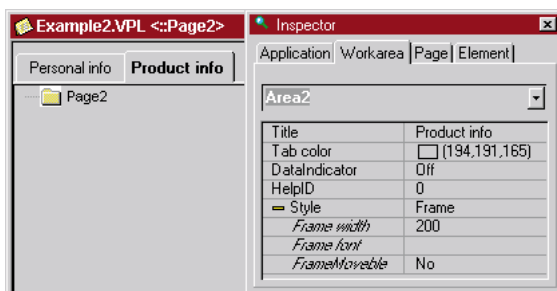 Example2.VPL <::Page2>
Personal info Product info
Page2
Inspector
Application Workarea Page Element
Area2
Title Product info
Tab color (194,191,165)
DataIndicator Off
HelpID 0
Style Frame
Frame width 200
Frame font
FrameMoveble No